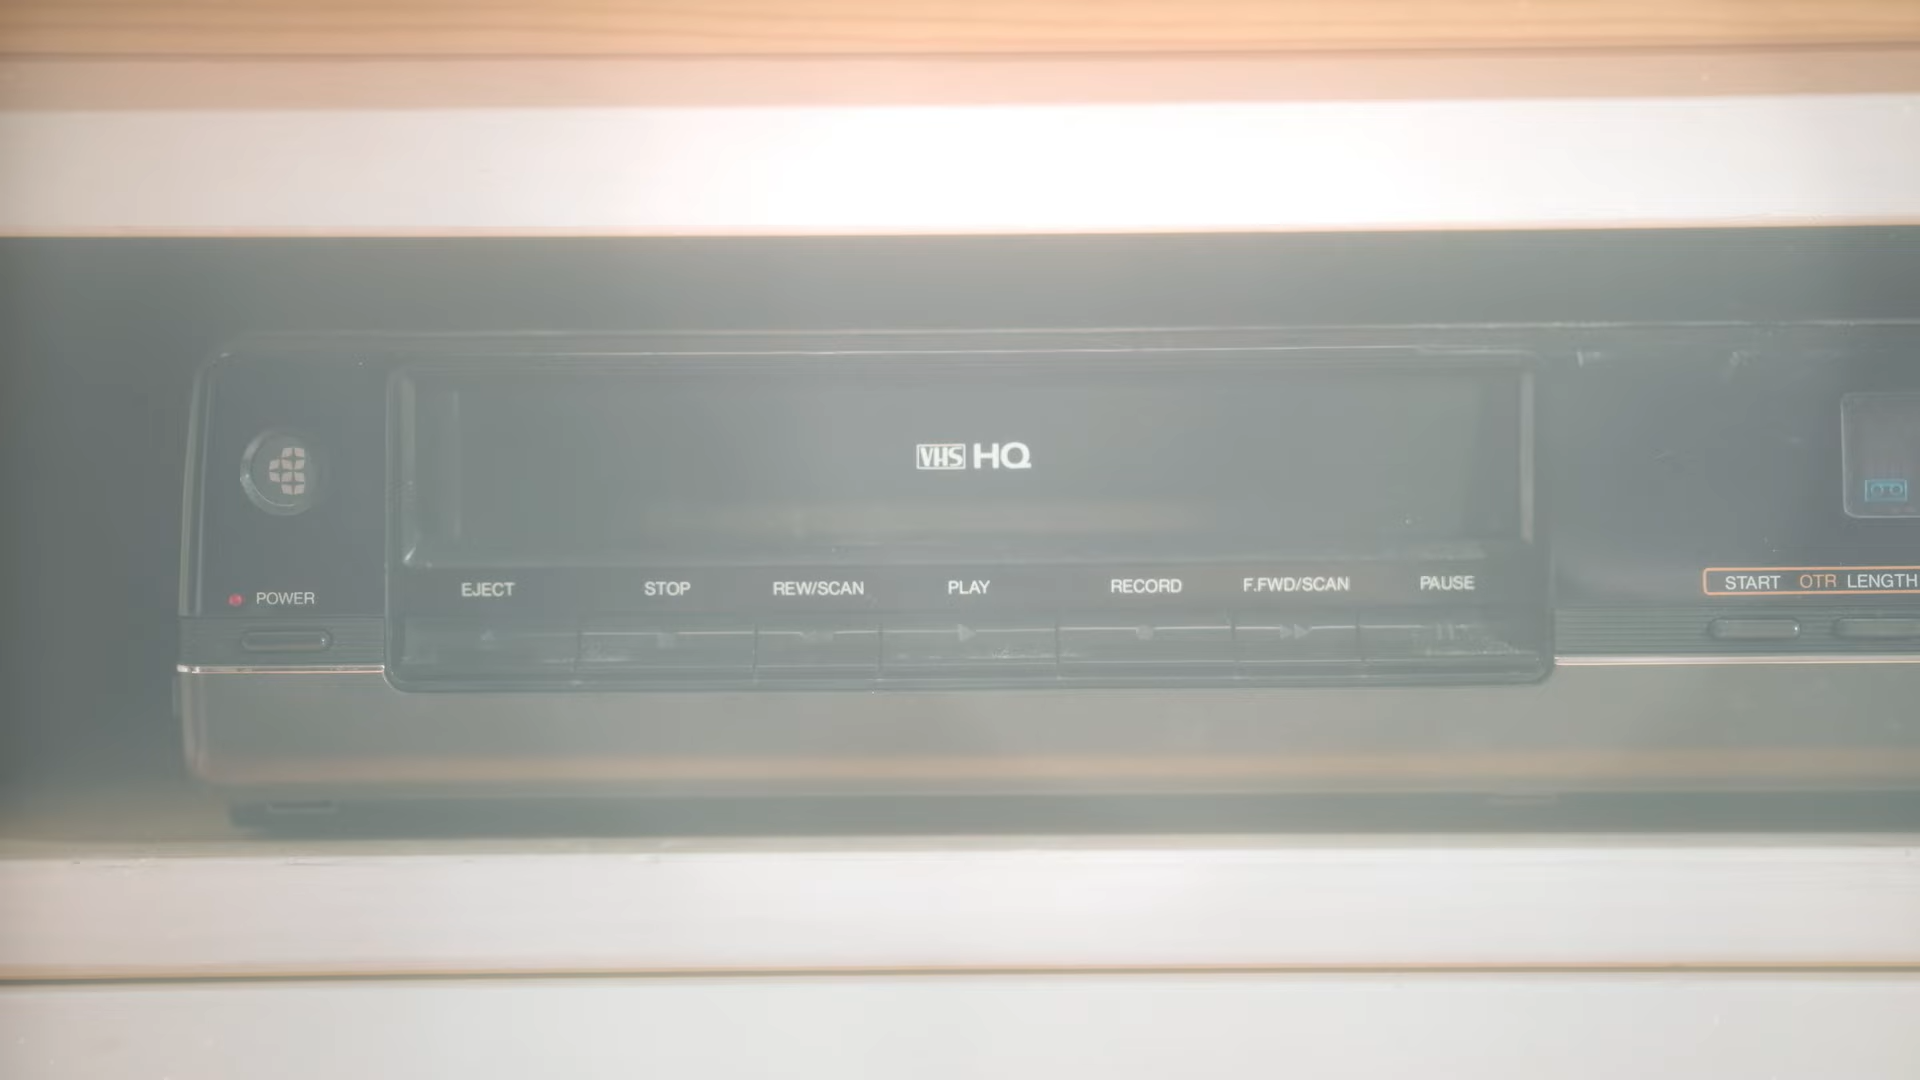 VHS HQ
EJECT STOP REW/SCAN PLAY RECORD F.FWD/SCAN PAUSE
POWER
START OTR LENGTH